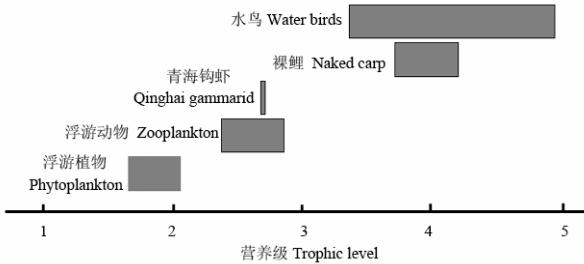 水鸟 Water birds
裸鲤 Naked carp
青海钩虾
Qinghai gammarid
浮游动物 Zooplankton
浮游植物
Phytoplankton
1 2 3 4 5
营养级 Trophic level